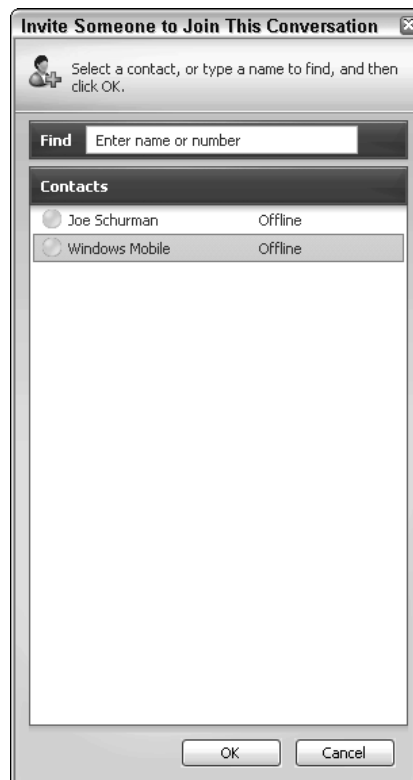 Invite Someone to Join This Conversation
Select a contact, or type a name to find, and then
click OK.
Find Enter name or number
Contacts
Joe Schurman Offline
Windows Mobile Offline
OK Cancel